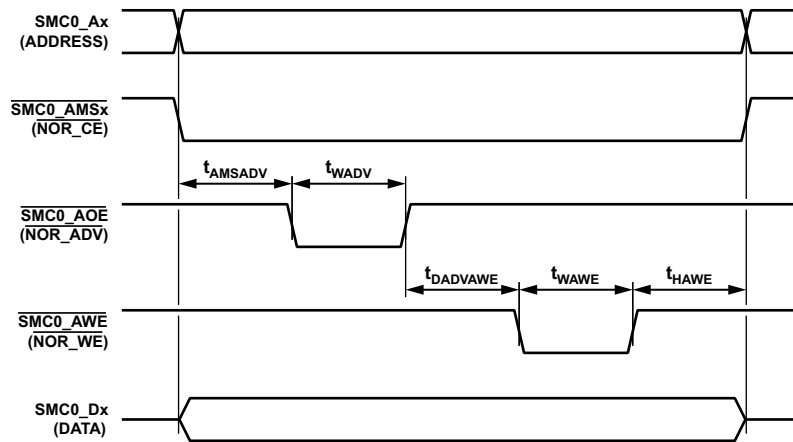 SMC0_Ax
(ADDRESS)
SMC0_AMSx
(NOR_CE)
tAMSADV
tWADV
SMC0_AOE
(NOR_ADV)
tDADVAWE
tWAWE
tHAWE
SMC0_AWE
(NOR_WE)
SMC0_Dx
(DATA)